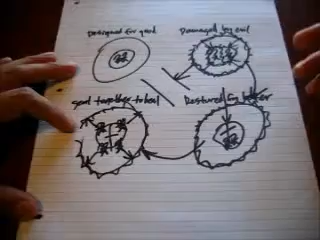 Designed for good
Damaged by evil
Sent together to heal
Restored for better